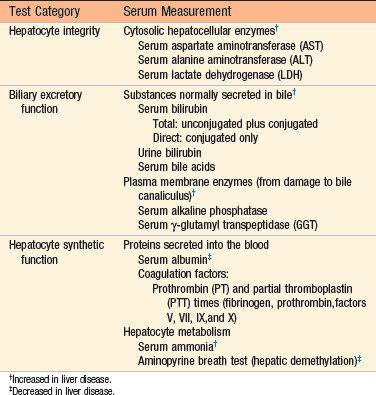 Test Category Serum Measurement
Hepatocyte integrity Cytosolic hepatocellular enzymes†
Serum aspartate aminotransferase (AST)
Serum alanine aminotransferase (ALT)
Serum lactate dehydrogenase (LDH)
Biliary excretory Substances normally secreted in bile†
function Serum bilirubin
Total: unconjugated plus conjugated
Direct: conjugated only
Urine bilirubin
Serum bile acids
Plasma membrane enzymes (from damage to bile
canaliculus)†
Serum alkaline phosphatase
Serum γ-glutamyl transpeptidase (GGT)
Hepatocyte synthetic Proteins secreted into the blood
function Serum albumin‡
Coagulation factors:
Prothrombin (PT) and partial thromboplastin
(PTT) times (fibrinogen, prothrombin,factors
V, VII, IX,and X)
Hepatocyte metabolism
Serum ammonia†
Aminopyrine breath test (hepatic demethylation)‡
†Increased in liver disease.
‡Decreased in liver disease.